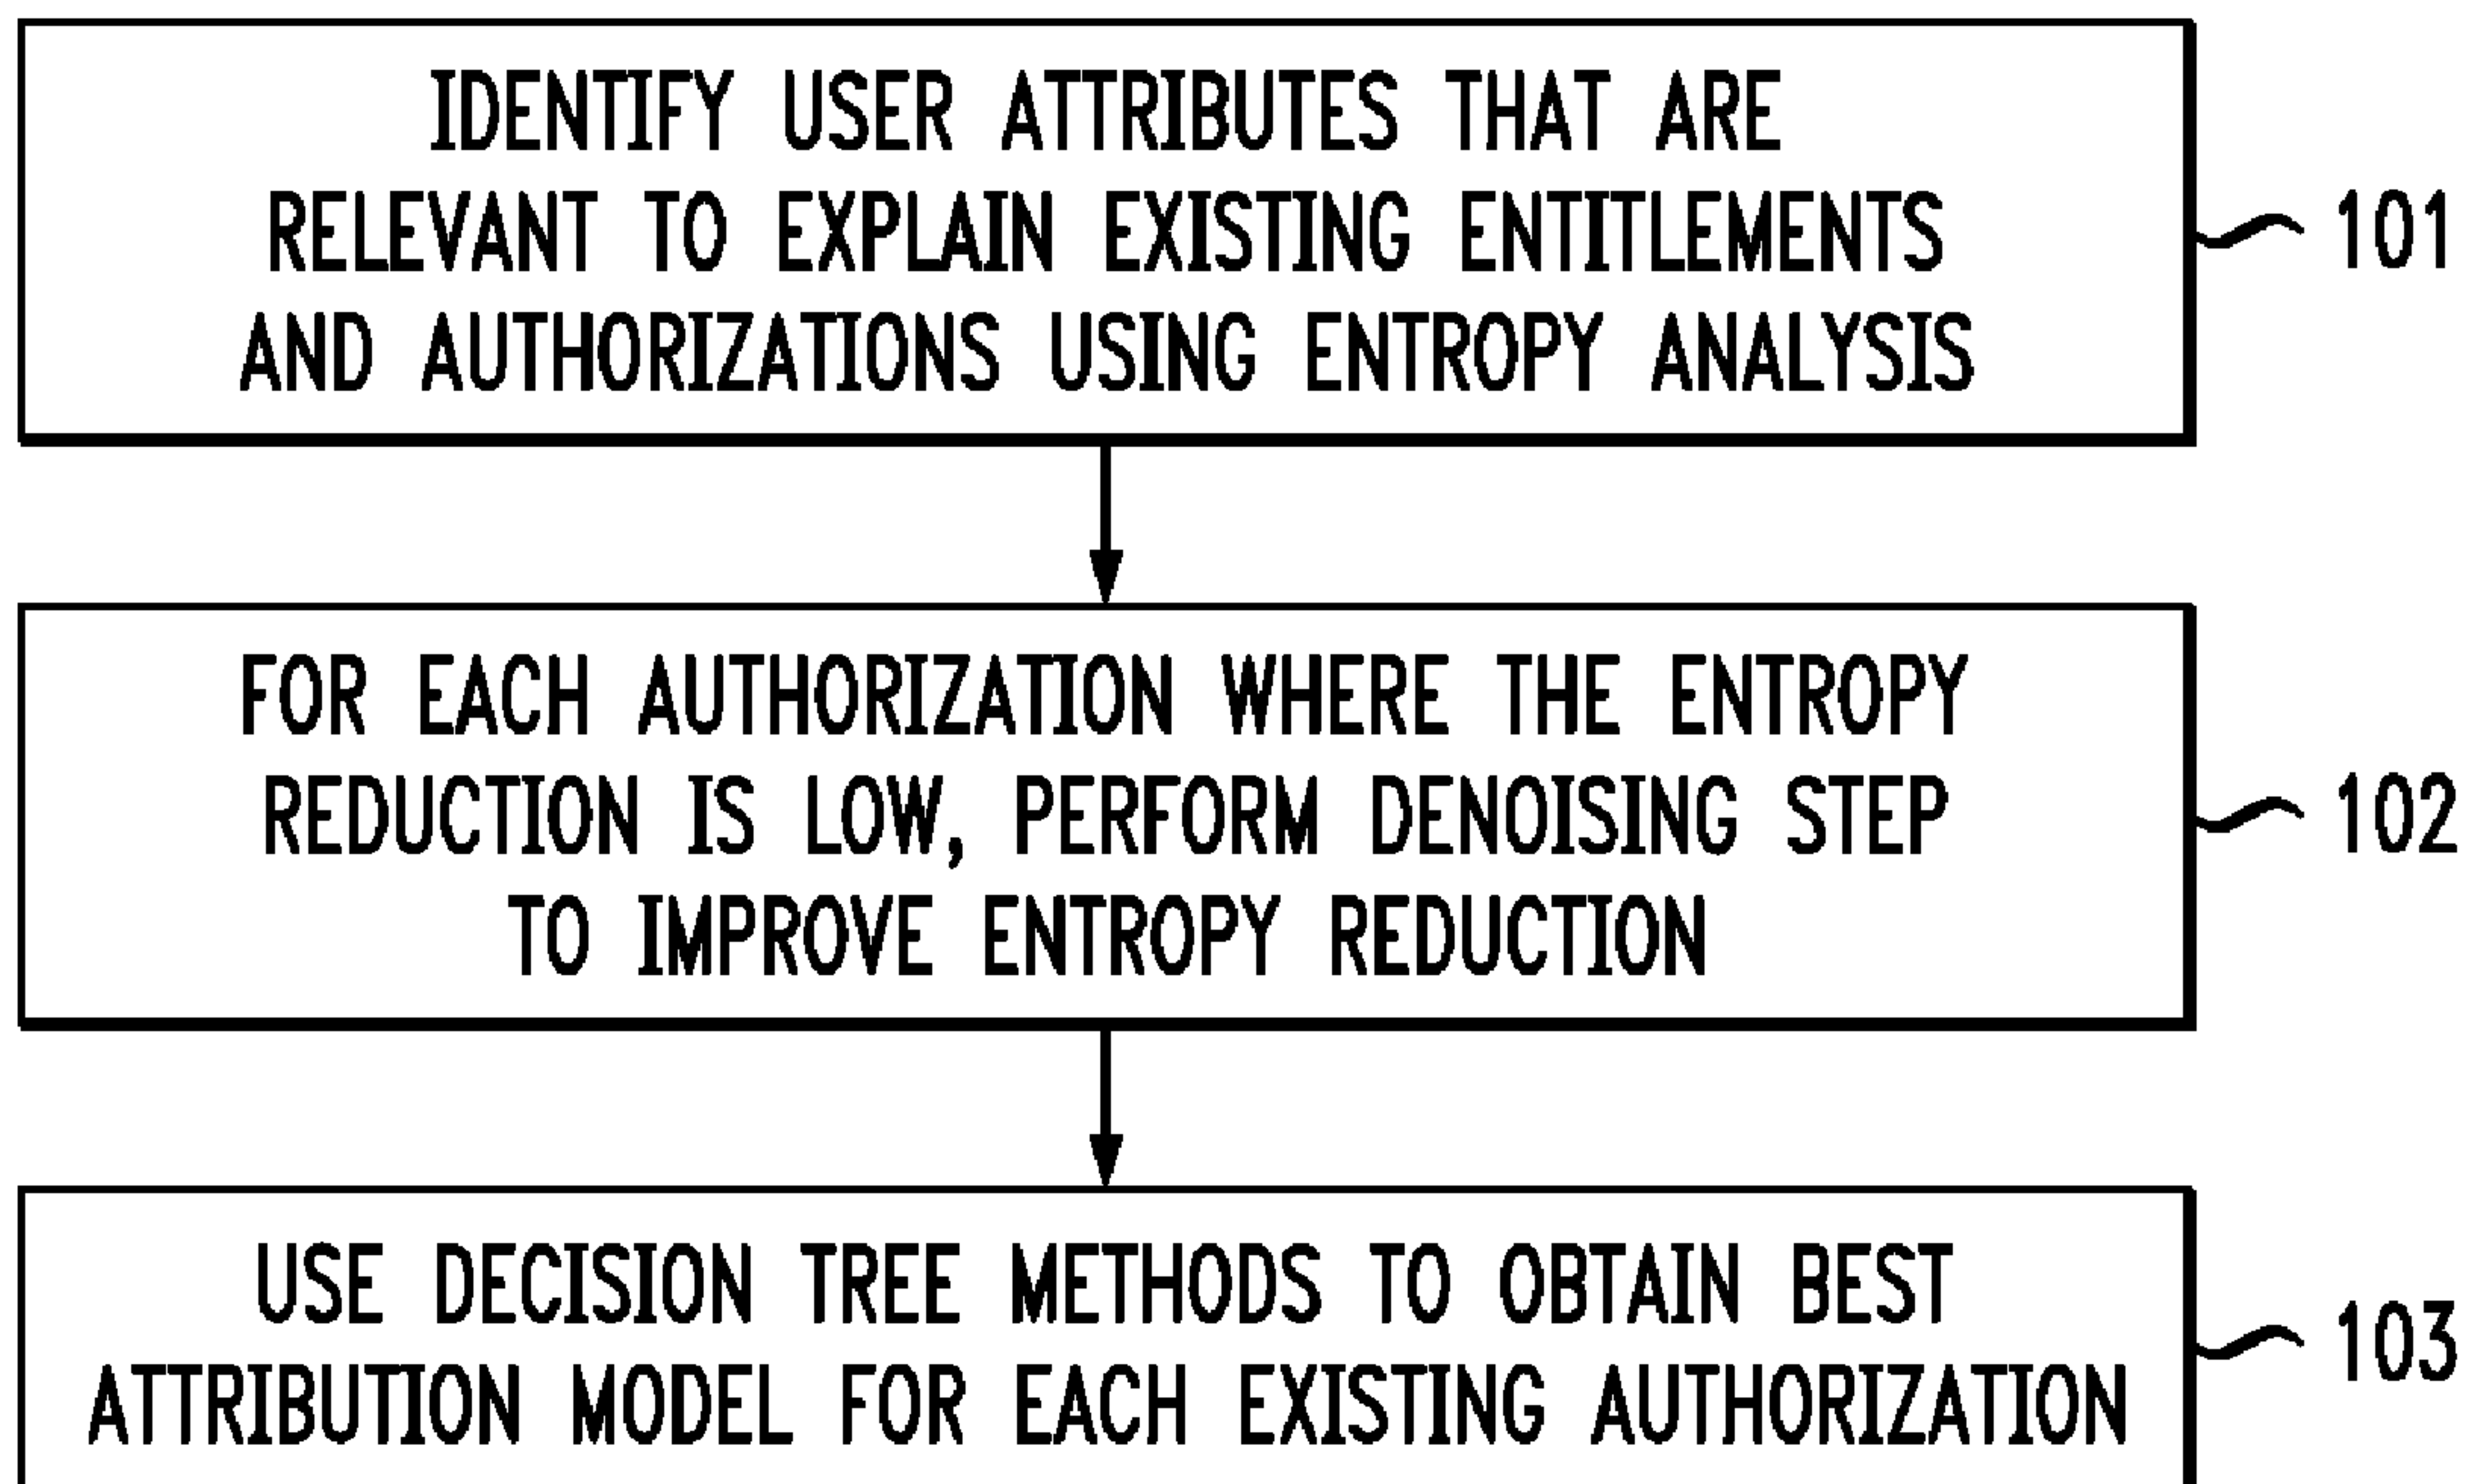 IDENTIFY USER ATTRIBUTES THAT ARE
RELEVANT TO EXPLAIN EXISTING ENTITLEMENTS
AND AUTHORIZATIONS USING ENTROPY ANALYSIS
101
FOR EACH AUTHORIZATION WHERE THE ENTROPY
REDUCTION IS LOW, PERFORM DENOISING STEP
TO IMPROVE ENTROPY REDUCTION
102
USE DECISION TREE METHODS TO OBTAIN BEST
ATTRIBUTION MODEL FOR EACH EXISTING AUTHORIZATION
103